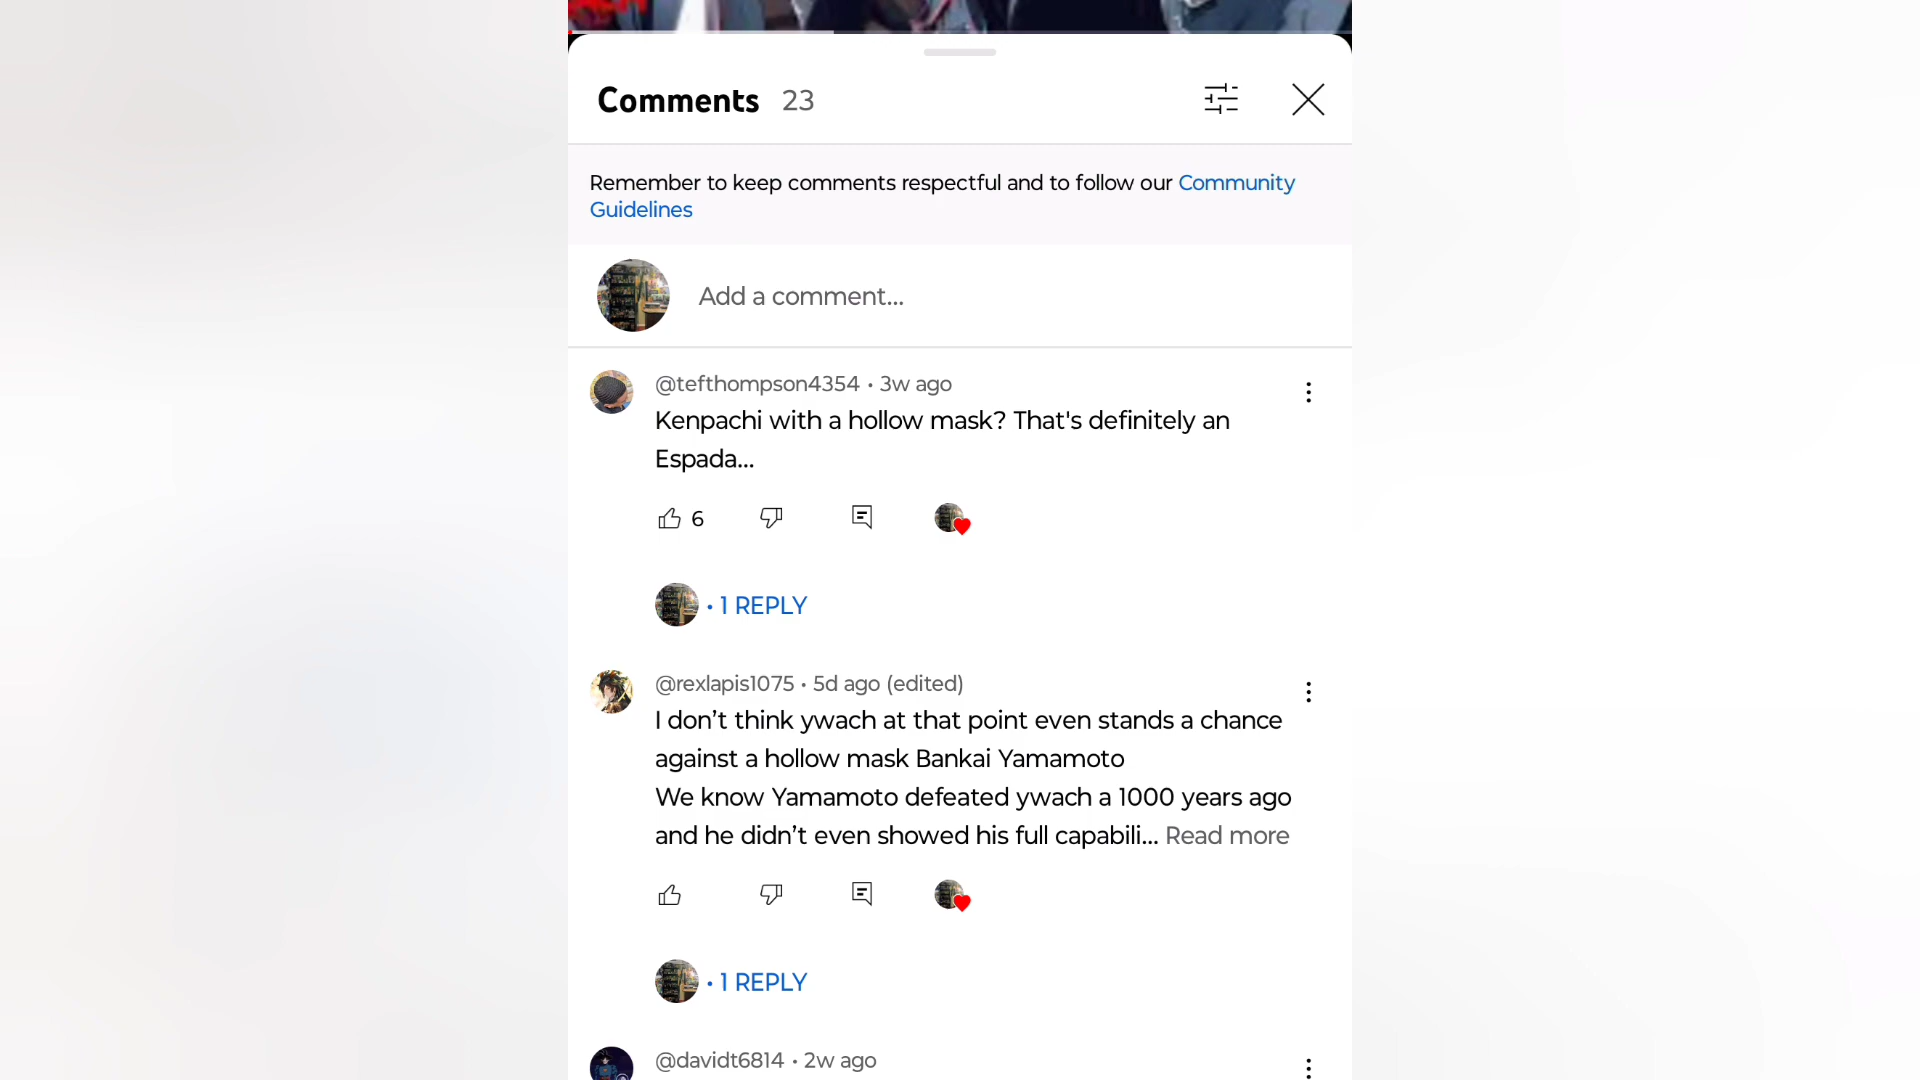 Comments 23
Remember to keep comments respectful and to follow our Community
Guidelines
Add a comment...
@tefthompson4354 • 3w ago
Kenpachi with a hollow mask? That's definitely an
Espada...
6
• 1 REPLY
@rexlapis1075 • 5d ago (edited)
I don’t think ywach at that point even stands a chance
against a hollow mask Bankai Yamamoto
We know Yamamoto defeated ywach a 1000 years ago
and he didn’t even showed his full capabili... Read more
• 1 REPLY
@davidt6814 • 2w ago